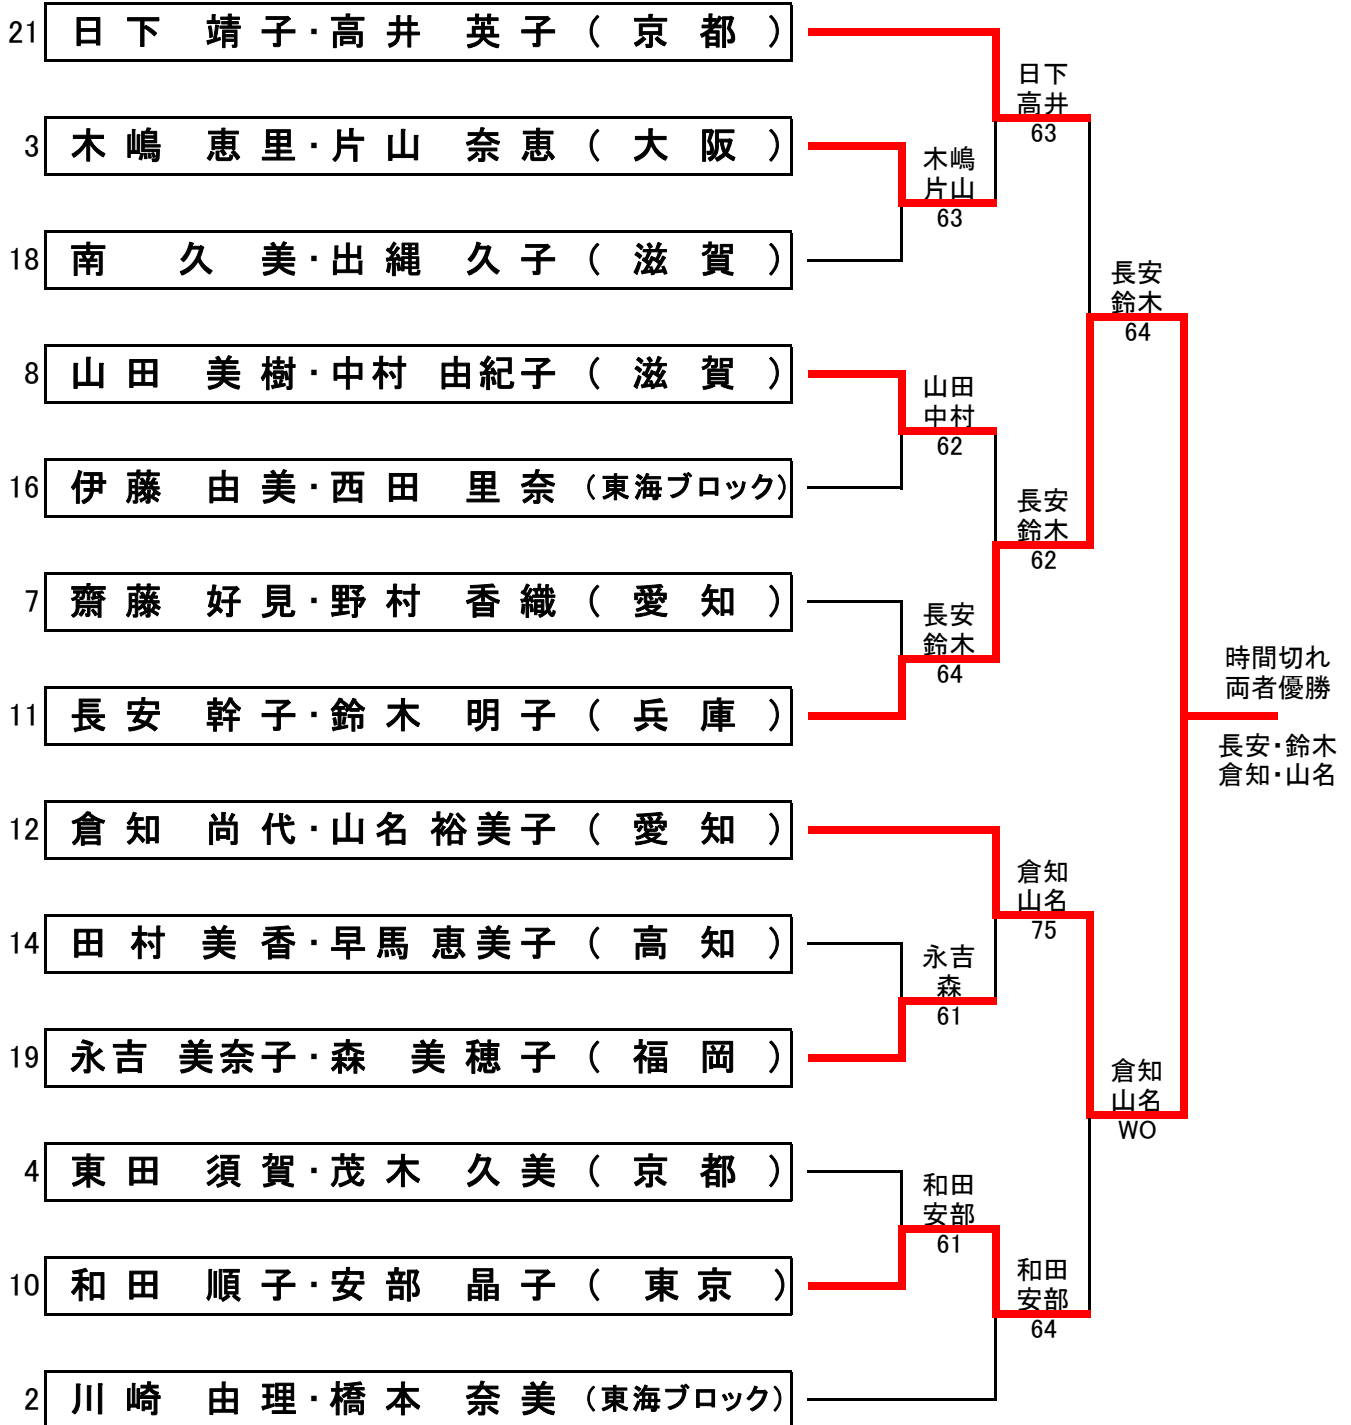 21 日下 靖子・高井 英子 ( 京都 )
日下
高井
63
3 木嶋 恵里・片山 奈恵 ( 大阪 )
木嶋
片山
63
18 南 久美・出縄 久子 ( 滋賀 )
長安
鈴木
64
8 山田 美樹・中村 由紀子 ( 滋賀 )
山田
中村
62
16 伊藤 由美・西田 里奈 (東海ブロック)
長安
鈴木
62
7 齋藤 好見・野村 香織 ( 愛知 )
長安
鈴木
64
11 長安 幹子・鈴木 明子 ( 兵庫 )
時間切れ
両者優勝
長安・鈴木
倉知・山名
12 倉知 尚代・山名 裕美子 ( 愛知 )
倉知
山名
75
14 田村 美香・早馬 恵美子 ( 高知 )
永吉
森
61
19 永吉 美奈子・森 美穂子 ( 福岡 )
倉知
山名
WO
4 東田 須賀・茂木 久美 ( 京都 )
和田
安部
61
10 和田 順子・安部 晶子 ( 東京 )
和田
安部
64
2 川崎 由理・橋本 奈美 (東海ブロック)